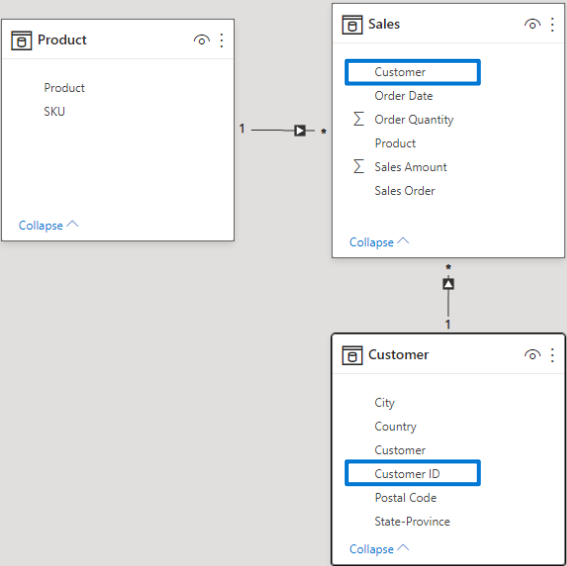 Product
Product
SKU
Collapse
1
*
Sales
Customer
Order Date
Σ Order Quantity
Product
Σ Sales Amount
Sales Order
Collapse
*
1
Customer
City
Country
Customer
Customer ID
Postal Code
State-Province
Collapse